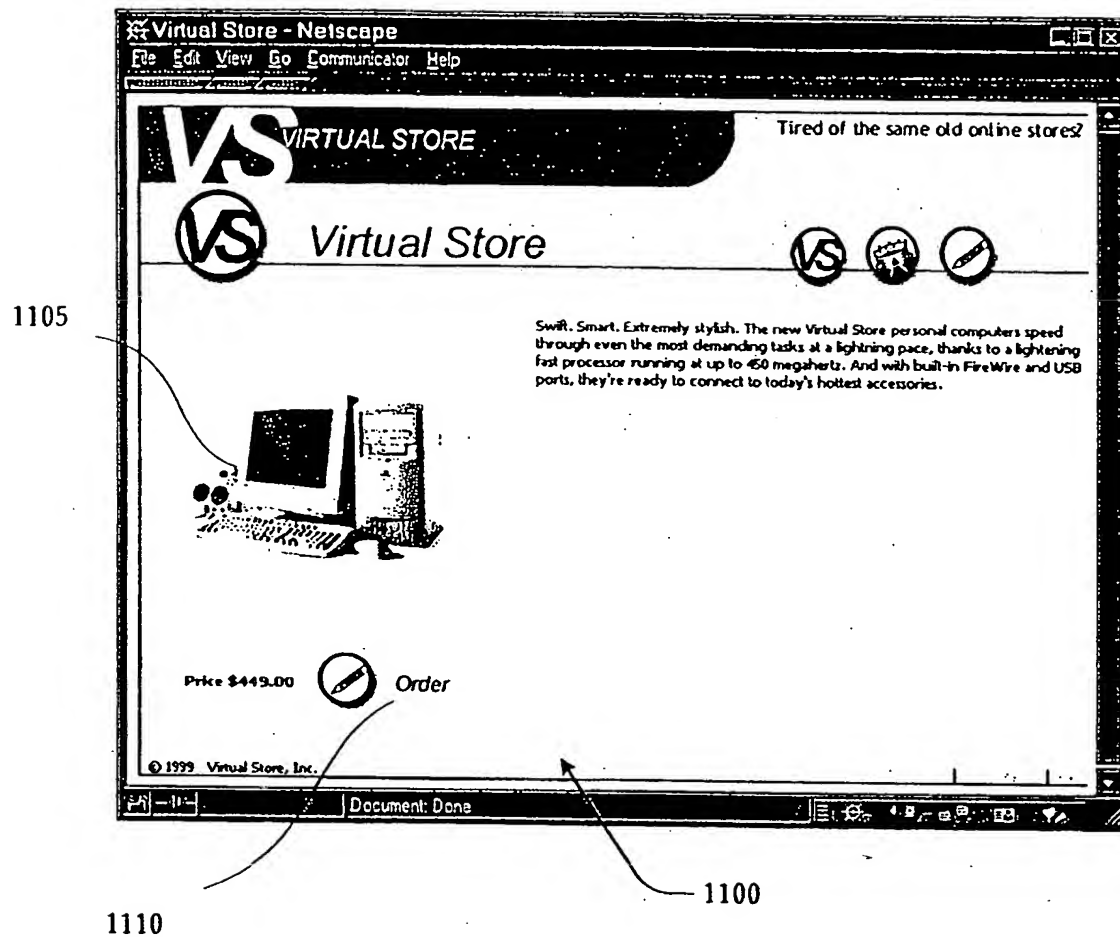 Virtual Store - Netscape
File Edit View Go Communicator Help
VS VIRTUAL STORE
Tired of the same old online stores?
VS Virtual Store
VS
1105
Swift. Smart. Extremely stylish. The new Virtual Store personal computers speed
through even the most demanding tasks at a lightning pace, thanks to a lightening
fast processor running at up to 450 megahertz. And with built-in FireWire and USB
ports, they're ready to connect to today's hottest accessories.
Price $449.00 Order
© 1999 Virtual Store, Inc.
Document: Done
1100
1110